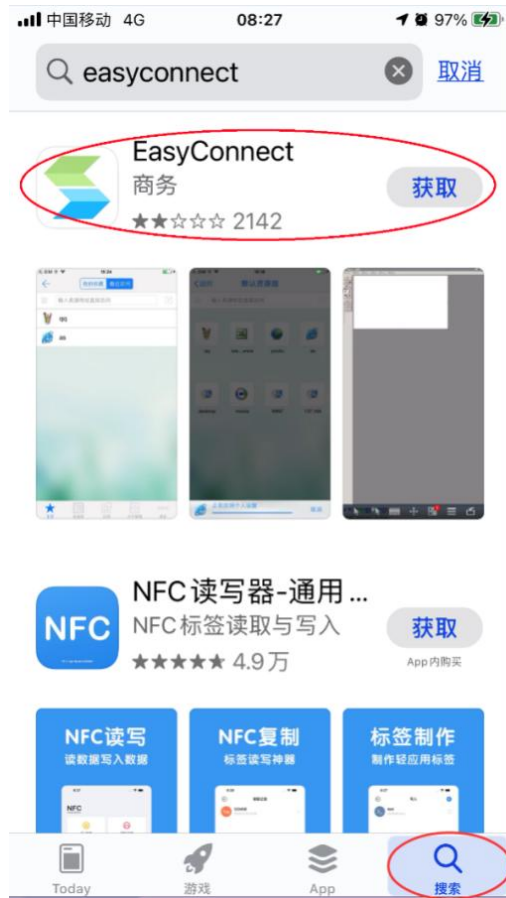 中国移动 4G 08:27 97%
easyconnect 取消
EasyConnect
商务
获取
2142
NFC
NFC 读写器-通用 ...
NFC标签读取与写入
获取
4.9万
App内购买
NFC读写
读数据写入数据
NFC复制
标签读写神器
标签制作
制作轻应用标签
NFC
Today 游戏 App 搜索